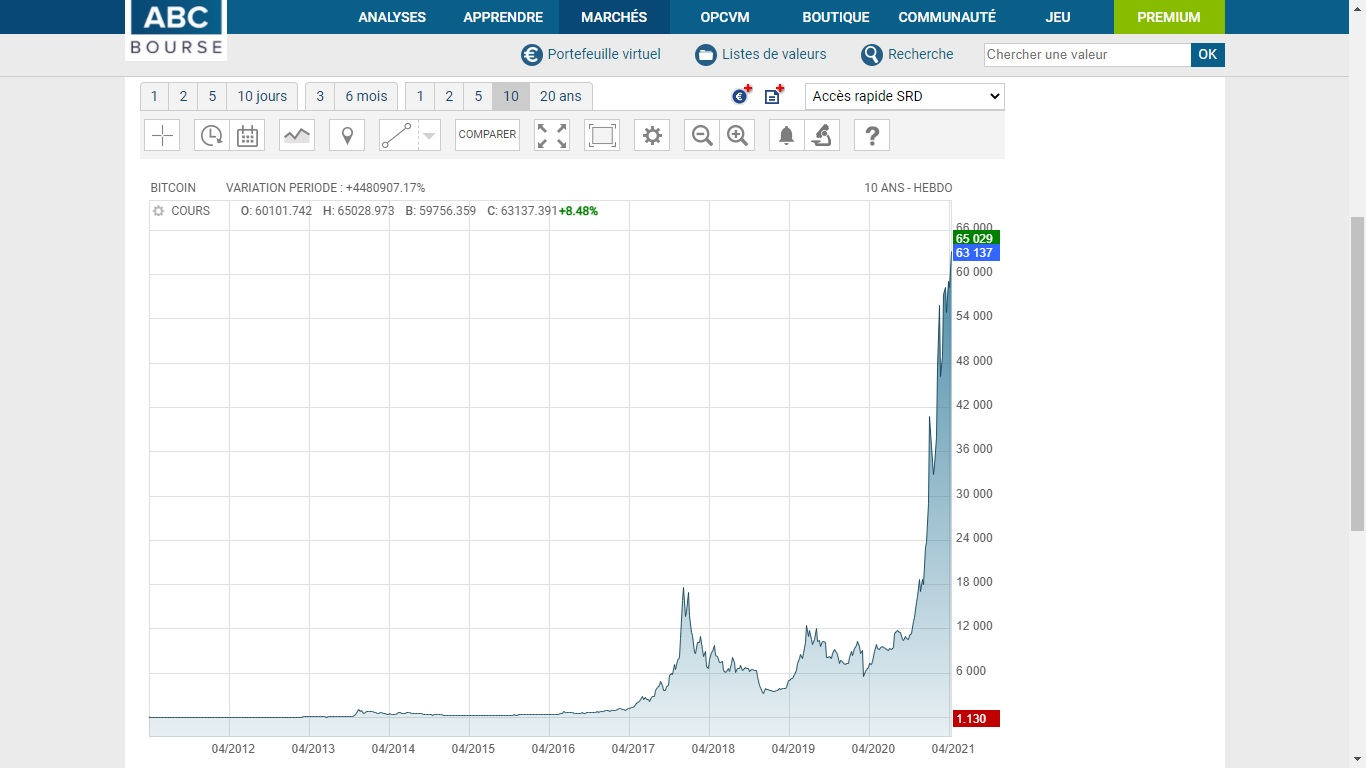 ABC
BOURSE
ANALYSES APPRENDRE MARCHÉS OPCVM BOUTIQUE COMMUNAUTÉ JEU PREMIUM
€ Portefeuille virtuel Listes de valeurs Recherche Chercher une valeur OK
1 2 5 10 jours 3 6 mois 1 2 5 10 20 ans € Accès rapide SRD
COMPARER ?
BITCOIN VARIATION PERIODE : +4480907.17% 10 ANS - HEBDO
COURS O: 60101.742 H: 65028.973 B: 59756.359 C: 63137.391 +8.48%
66 000
65 029
63 137
60 000
54 000
48 000
42 000
36 000
30 000
24 000
18 000
12 000
6 000
1.130
04/2012 04/2013 04/2014 04/2015 04/2016 04/2017 04/2018 04/2019 04/2020 04/2021